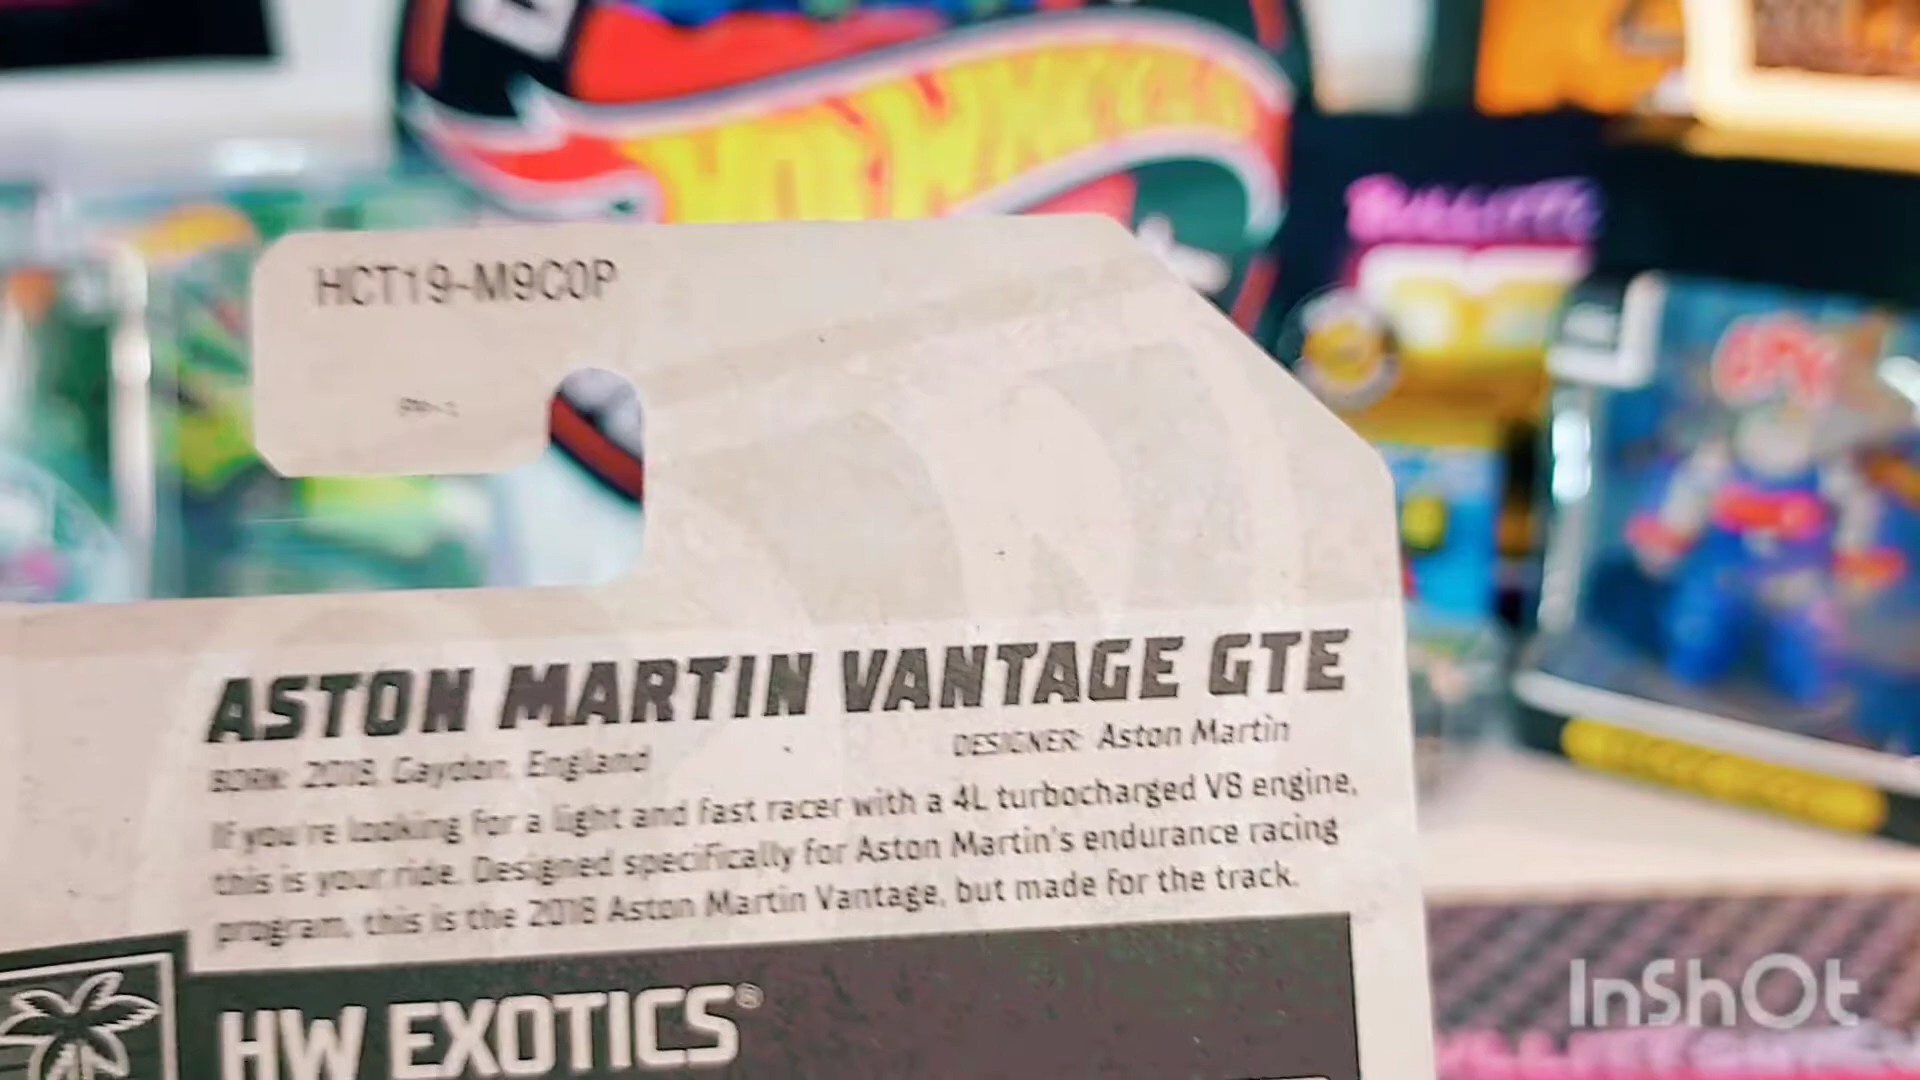 HOT WHEELS
HCT19-M9C0P
ASTON MARTIN VANTAGE GTE
BORN: 2018, Gaydon, England
DESIGNER: Aston Martin
If you're looking for a light and fast racer with a 4L turbocharged V8 engine,
this is your ride. Designed specifically for Aston Martin's endurance racing
program, this is the 2018 Aston Martin Vantage, but made for the track.
HW EXOTICS®
InShOt